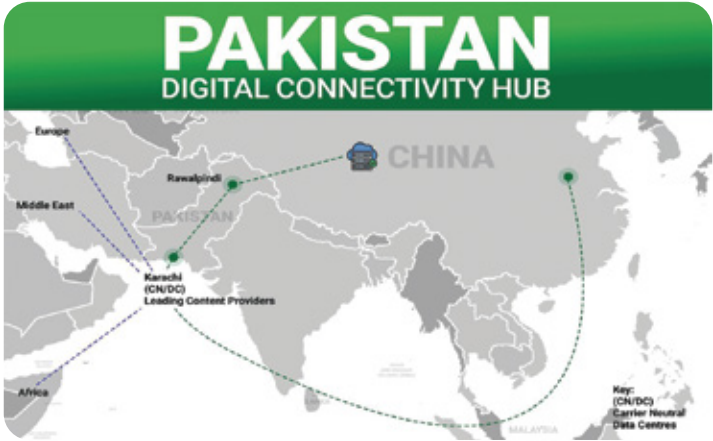 PAKISTAN
DIGITAL CONNECTIVITY HUB
Europe
CHINA
Rawalpindi
Middle East
PAKISTAN
Karachi
(CN/DC)
Leading Content Providers
Africa
Key:
(CN/DC)
Carrier Neutral
Data Centres
MALAYSIA